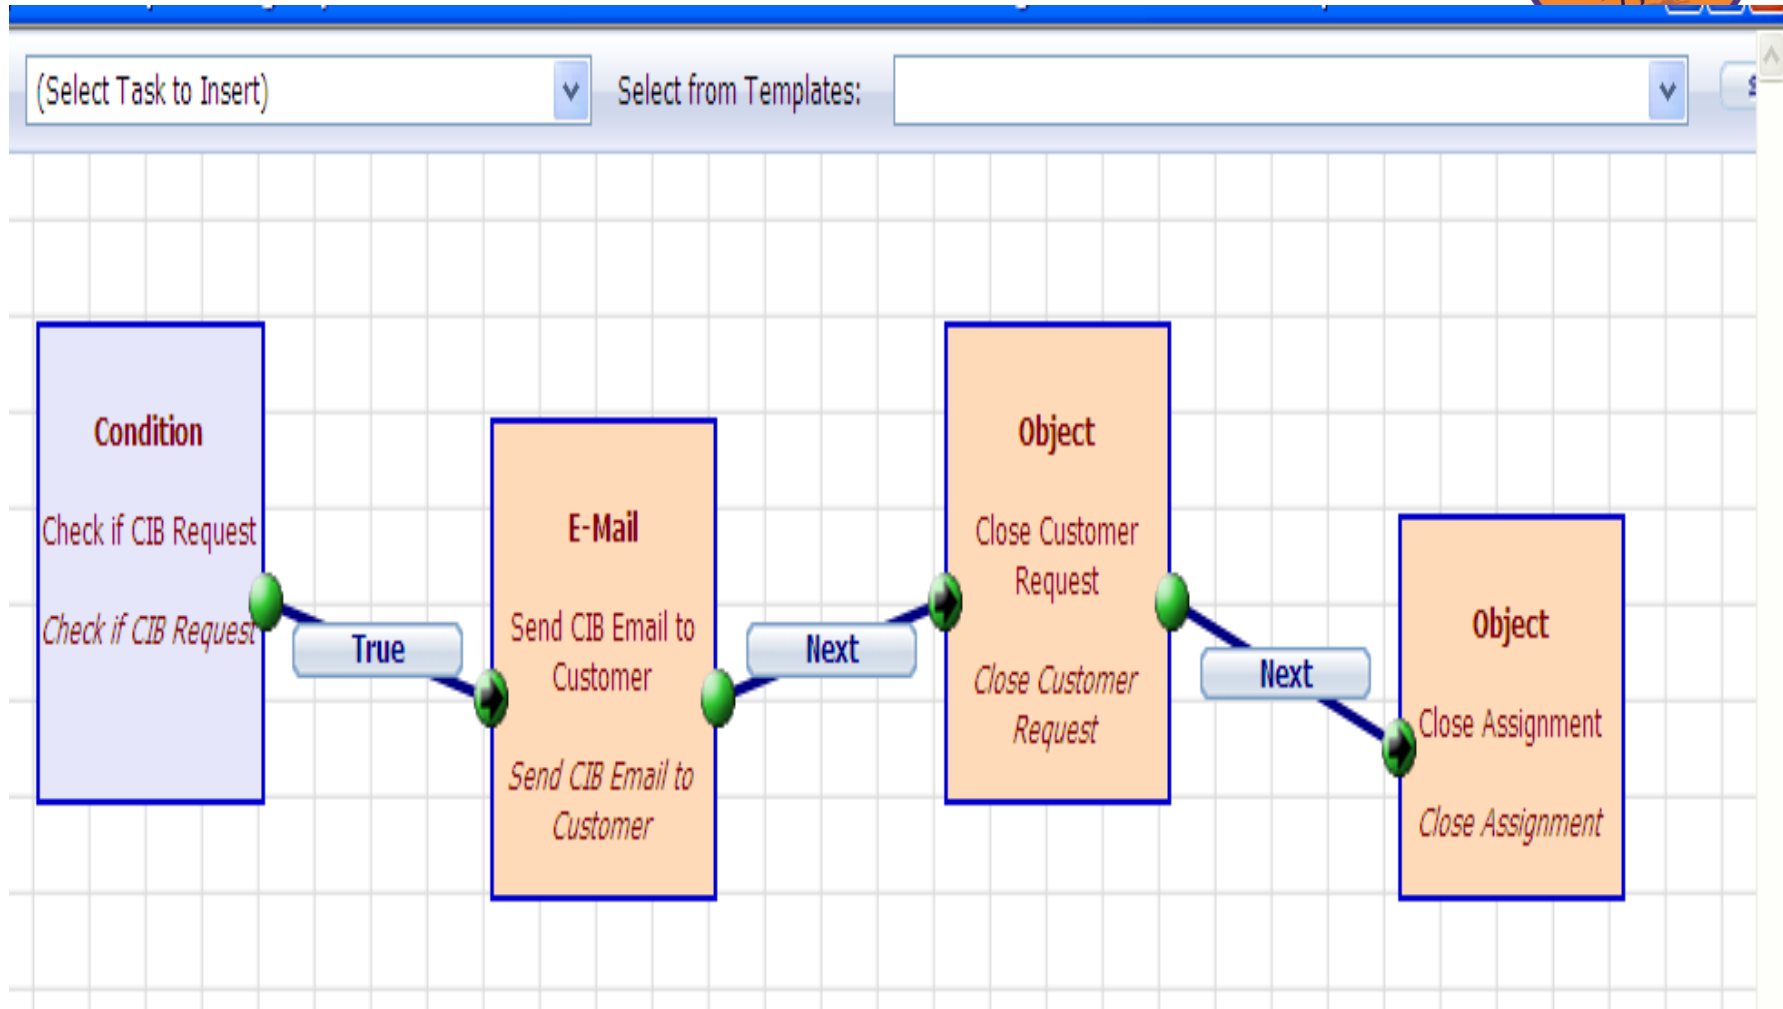 (Select Task to Insert)
Select from Templates:
Condition
Check if CIB Request
Check if CIB Request
True
E-Mail
Send CIB Email to
Customer
Send CIB Email to
Customer
Next
Object
Close Customer
Request
Close Customer
Request
Next
Object
Close Assignment
Close Assignment